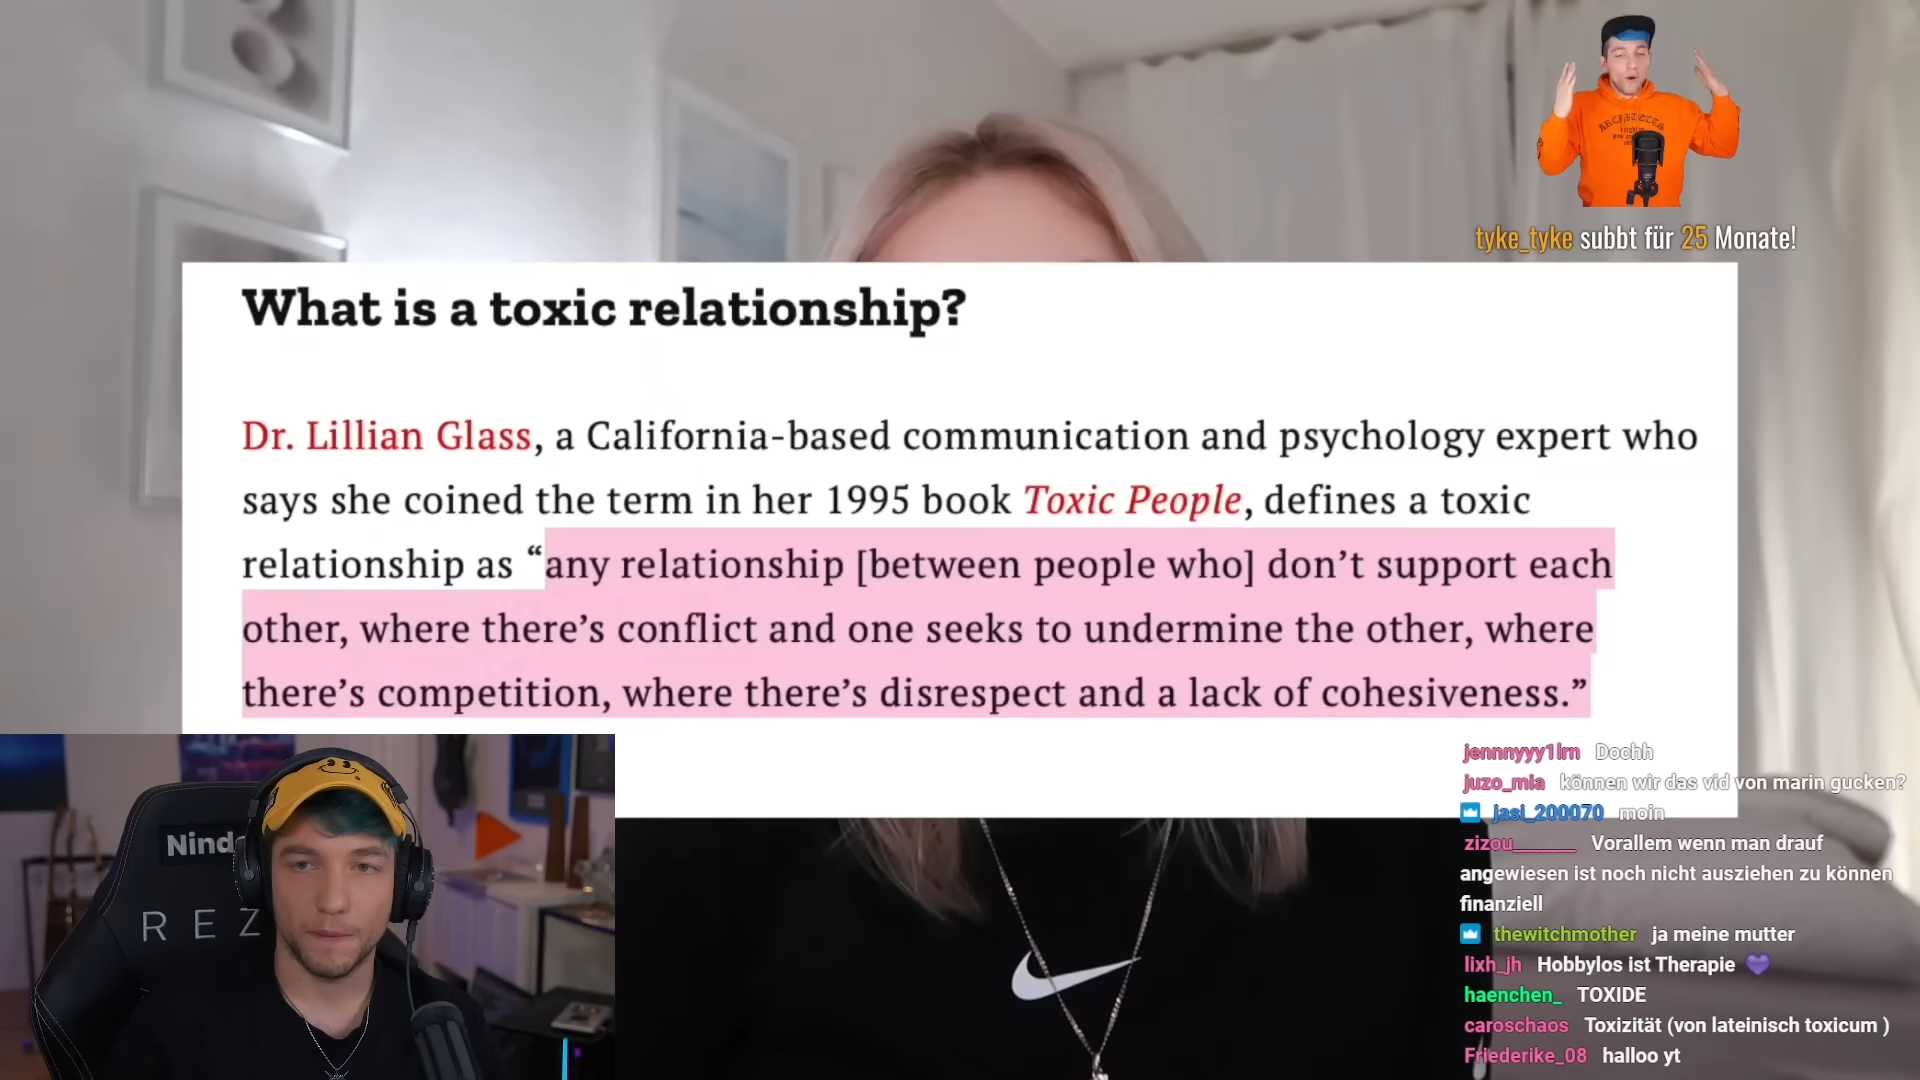 ARCHITECTS
tyke_tyke subbt für 25 Monate!
What is a toxic relationship?
Dr. Lillian Glass, a California-based communication and psychology expert who
says she coined the term in her 1995 book Toxic People, defines a toxic
relationship as “any relationship [between people who] don’t support each
other, where there’s conflict and one seeks to undermine the other, where
there’s competition, where there’s disrespect and a lack of cohesiveness.”
jennnyyy1lrn Dochh
juzo_mia können wir das vid von marin gucken?
jasi_200070 moin
zizou______ Vorallem wenn man drauf
angewiesen ist noch nicht ausziehen zu können
finanziell
thewitchmother ja meine mutter
lixh_jh Hobbylos ist Therapie 💜
haenchen_ TOXIDE
caroschaos Toxizität (von lateinisch toxicum )
Friederike_08 halloo yt
REZ